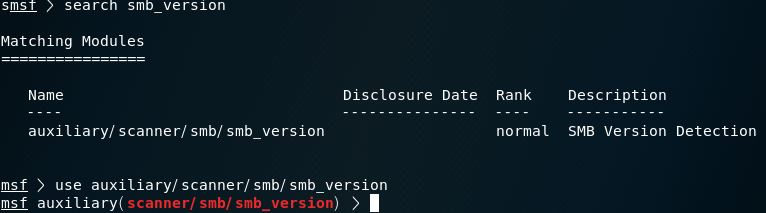 smsf > search smb_version
Matching Modules
================
Name Disclosure Date Rank Description
---- --------------- ---- -----------
auxiliary/scanner/smb/smb_version normal SMB Version Detection
msf > use auxiliary/scanner/smb/smb_version
msf auxiliary(scanner/smb/smb_version) >